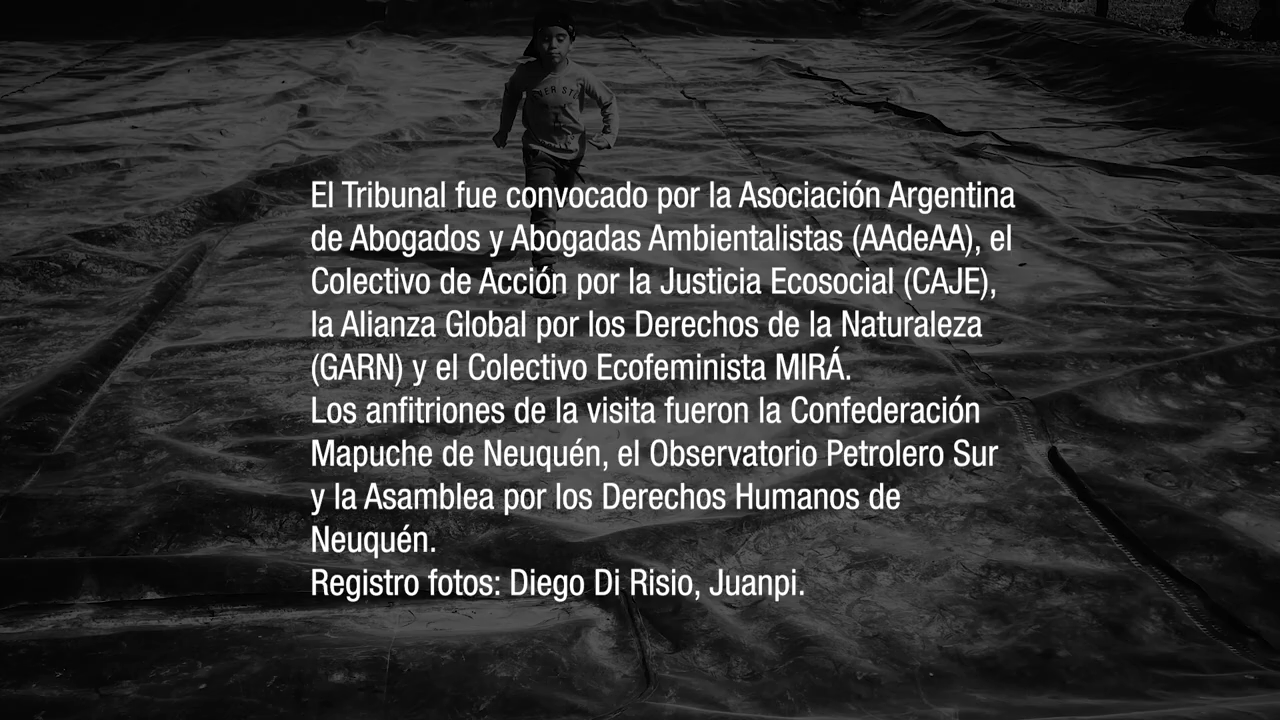 El Tribunal fue convocado por la Asociación Argentina
de Abogados y Abogadas Ambientalistas (AAdeAA), el
Colectivo de Acción por la Justicia Ecosocial (CAJE),
la Alianza Global por los Derechos de la Naturaleza
(GARN) y el Colectivo Ecofeminista MIRÁ.
Los anfitriones de la visita fueron la Confederación
Mapuche de Neuquén, el Observatorio Petrolero Sur
y la Asamblea por los Derechos Humanos de
Neuquén.
Registro fotos: Diego Di Risio, Juanpi.